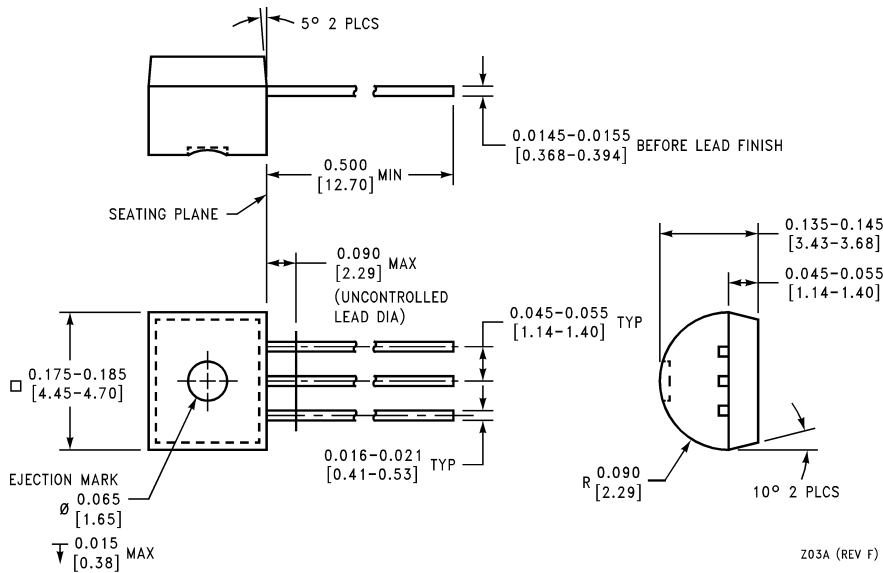 5° 2 PLCS
0.0145–0.0155
[0.368–0.394]
BEFORE LEAD FINISH
0.500
[12.70]
MIN
SEATING PLANE
0.090
[2.29]
MAX
(UNCONTROLLED
LEAD DIA)
0.135–0.145
[3.43–3.68]
0.045–0.055
[1.14–1.40]
0.045–0.055
[1.14–1.40]
TYP
0.175–0.185
[4.45–4.70]
0.016–0.021
[0.41–0.53]
TYP
EJECTION MARK
Ø 0.065
[1.65]
0.015
[0.38]
MAX
R 0.090
[2.29]
10° 2 PLCS
Z03A (REV F)